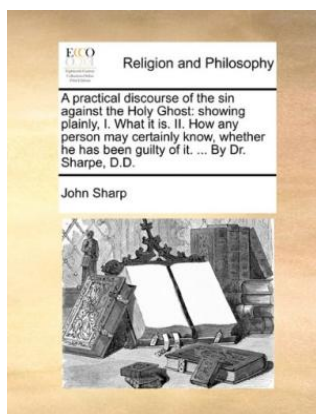 ECCO
Religion and Philosophy
A practical discourse of the sin
against the Holy Ghost: showing
plainly, I. What it is. II. How any
person may certainly know, whether
he has been guilty of it. ... By Dr.
Sharpe, D.D.
John Sharp